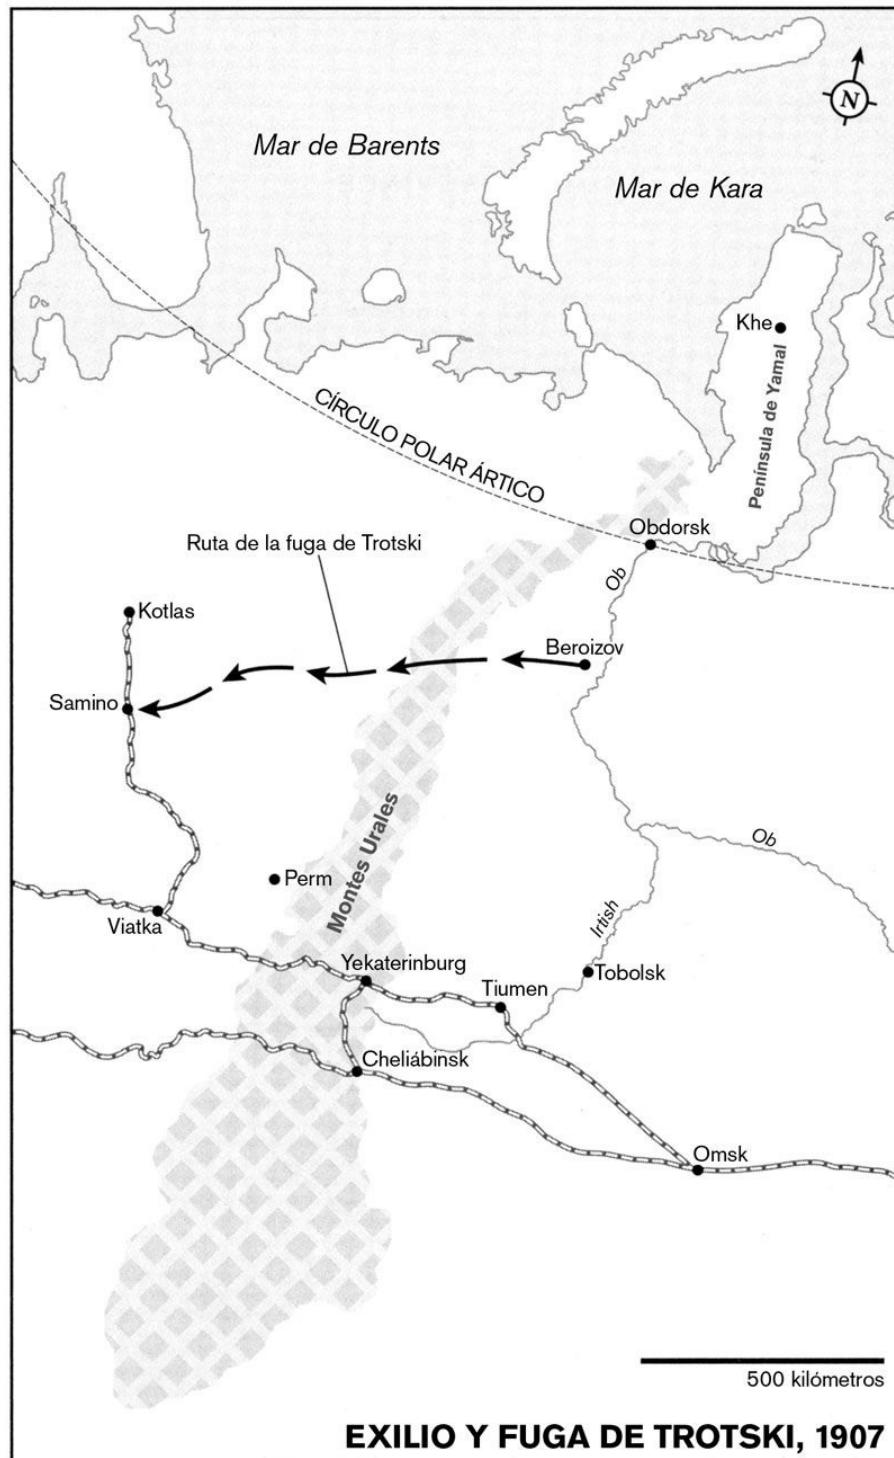 N
Mar de Barents
Mar de Kara
Khe
Península de Yamal
CÍRCULO POLAR ÁRTICO
Obdorsk
Ruta de la fuga de Trotski
Ob
Kotlas
Beroizov
Samino
Montes Urales
Ob
Perm
Irtish
Viatka
Yekaterinburg
Tobolsk
Tiumen
Cheliábinsk
Omsk
500 kilómetros
EXILIO Y FUGA DE TROTSKI, 1907